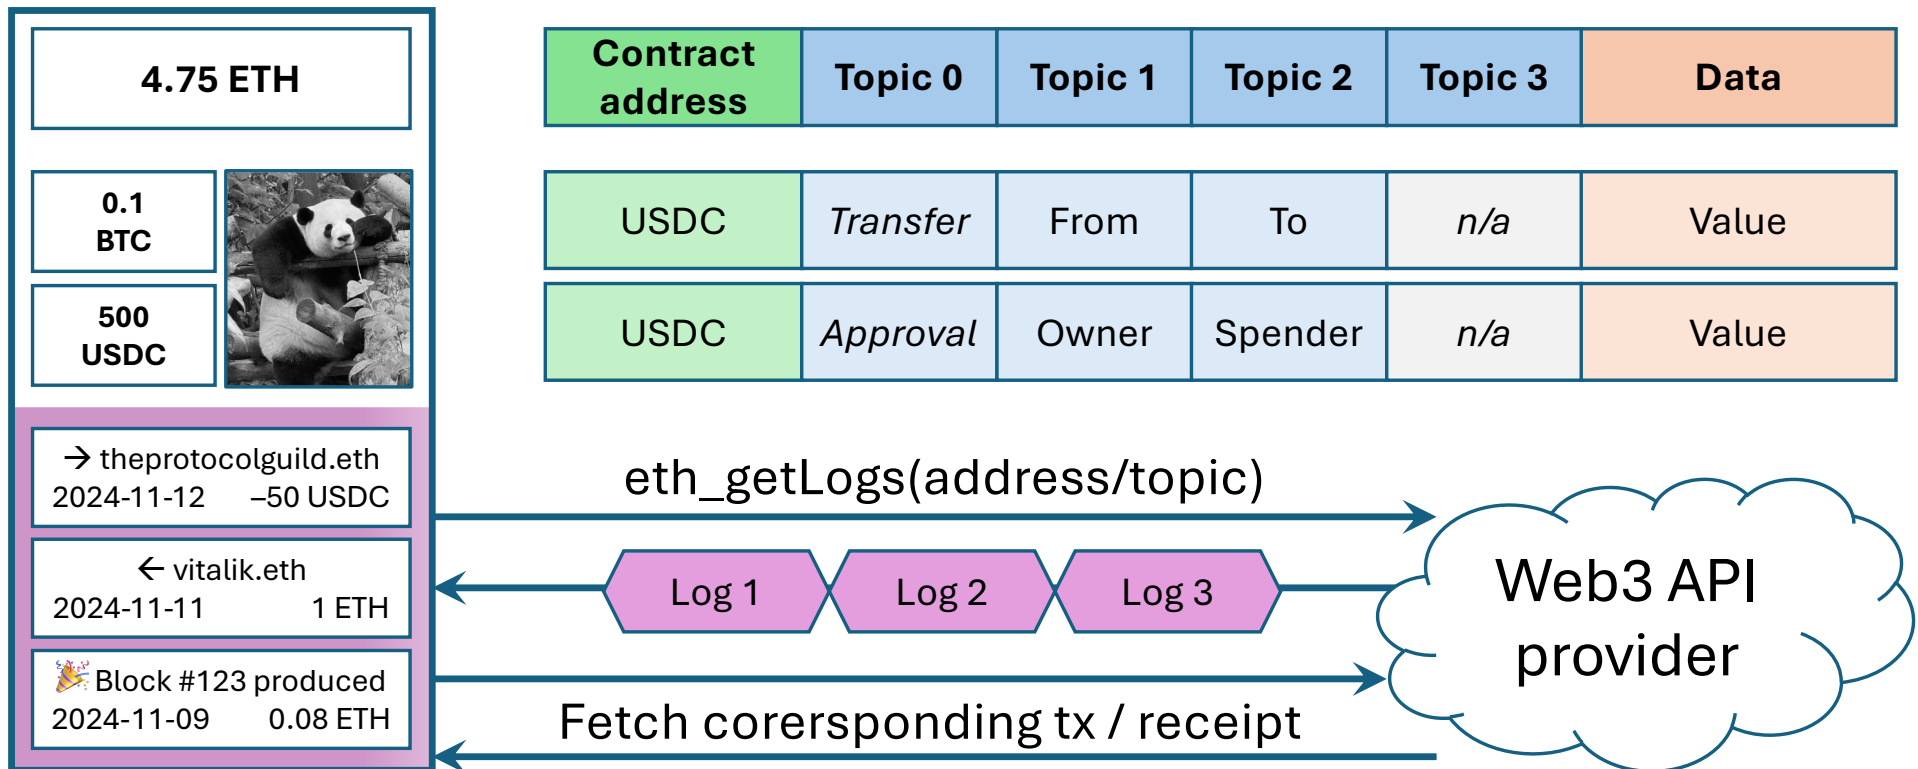 4.75 ETH
0.1
BTC
500
USDC
→ theprotocolguild.eth
2024-11-12 –50 USDC
← vitalik.eth
2024-11-11 1 ETH
🎉 Block #123 produced
2024-11-09 0.08 ETH
Contract
address
Topic 0 Topic 1 Topic 2 Topic 3 Data
USDC Transfer From To n/a Value
USDC Approval Owner Spender n/a Value
eth_getLogs(address/topic)
Log 1 Log 2 Log 3
Fetch corersponding tx / receipt
Web3 API
provider